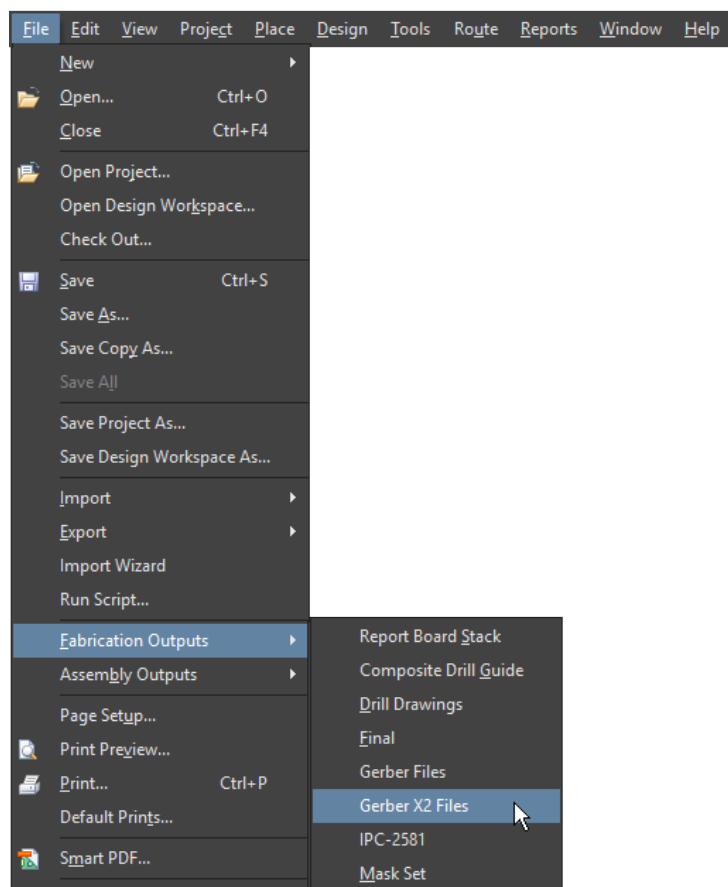 File Edit View Project Place Design Tools Route Reports Window Help
New
Open... Ctrl+O
Close Ctrl+F4
Open Project...
Open Design Workspace...
Check Out...
Save Ctrl+S
Save As...
Save Copy As...
Save All
Save Project As...
Save Design Workspace As...
Import
Export
Import Wizard
Run Script...
Fabrication Outputs
Assembly Outputs
Page Setup...
Print Preview...
Print... Ctrl+P
Default Prints...
Smart PDF...
Report Board Stack
Composite Drill Guide
Drill Drawings
Final
Gerber Files
Gerber X2 Files
IPC-2581
Mask Set